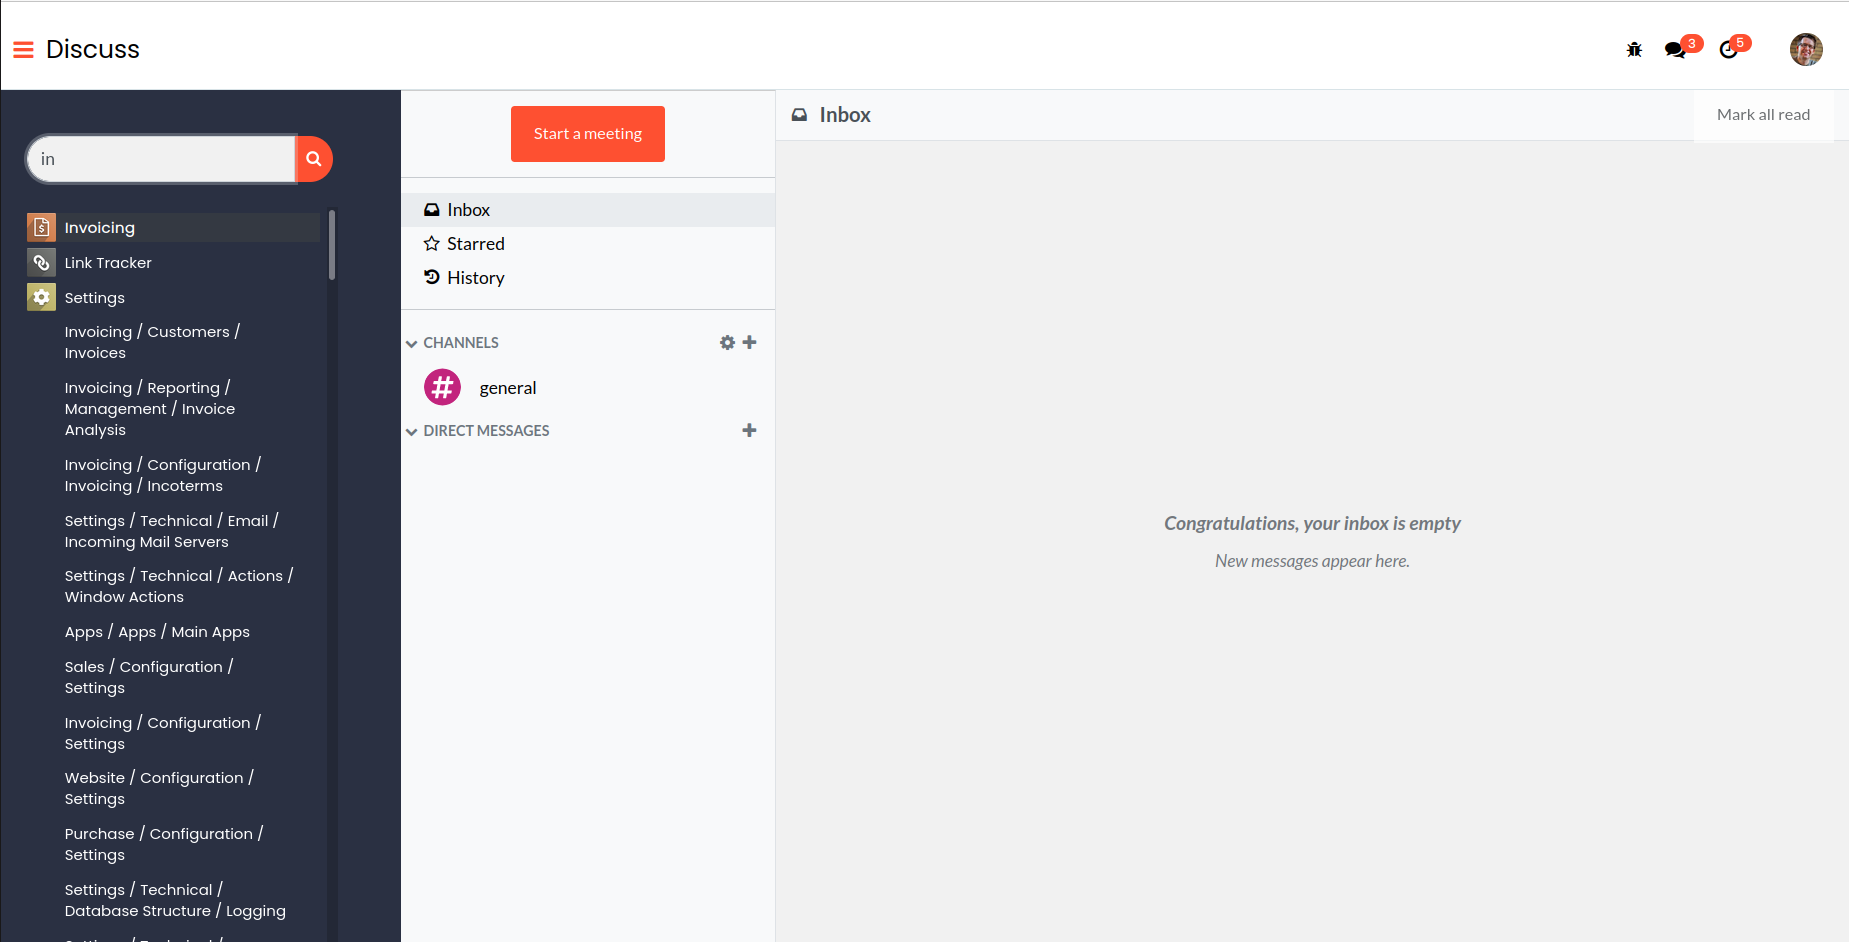 Discuss
3
5
in
Invoicing
Link Tracker
Settings
Invoicing / Customers /
Invoices
Invoicing / Reporting /
Management / Invoice
Analysis
Invoicing / Configuration /
Invoicing / Incoterms
Settings / Technical / Email /
Incoming Mail Servers
Settings / Technical / Actions /
Window Actions
Apps / Apps / Main Apps
Sales / Configuration /
Settings
Invoicing / Configuration /
Settings
Website / Configuration /
Settings
Purchase / Configuration /
Settings
Settings / Technical /
Database Structure / Logging
Start a meeting
Inbox
Starred
History
CHANNELS
general
DIRECT MESSAGES
Inbox
Mark all read
Congratulations, your inbox is empty
New messages appear here.